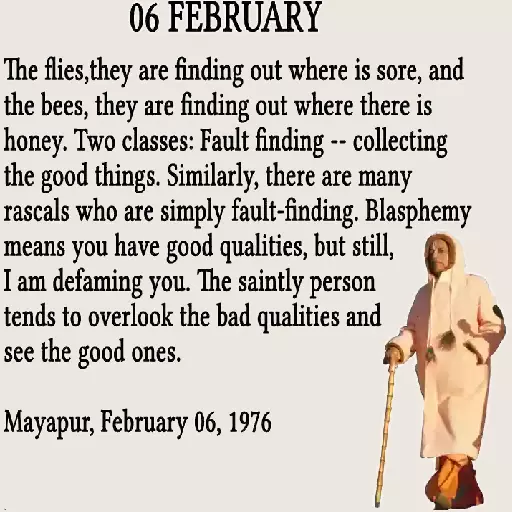 06 FEBRUARY
The flies,they are finding out where is sore, and
the bees, they are finding out where there is
honey. Two classes: Fault finding -- collecting
the good things. Similarly, there are many
rascals who are simply fault-finding. Blasphemy
means you have good qualities, but still,
I am defaming you. The saintly person
tends to overlook the bad qualities and
see the good ones.
Mayapur, February 06, 1976